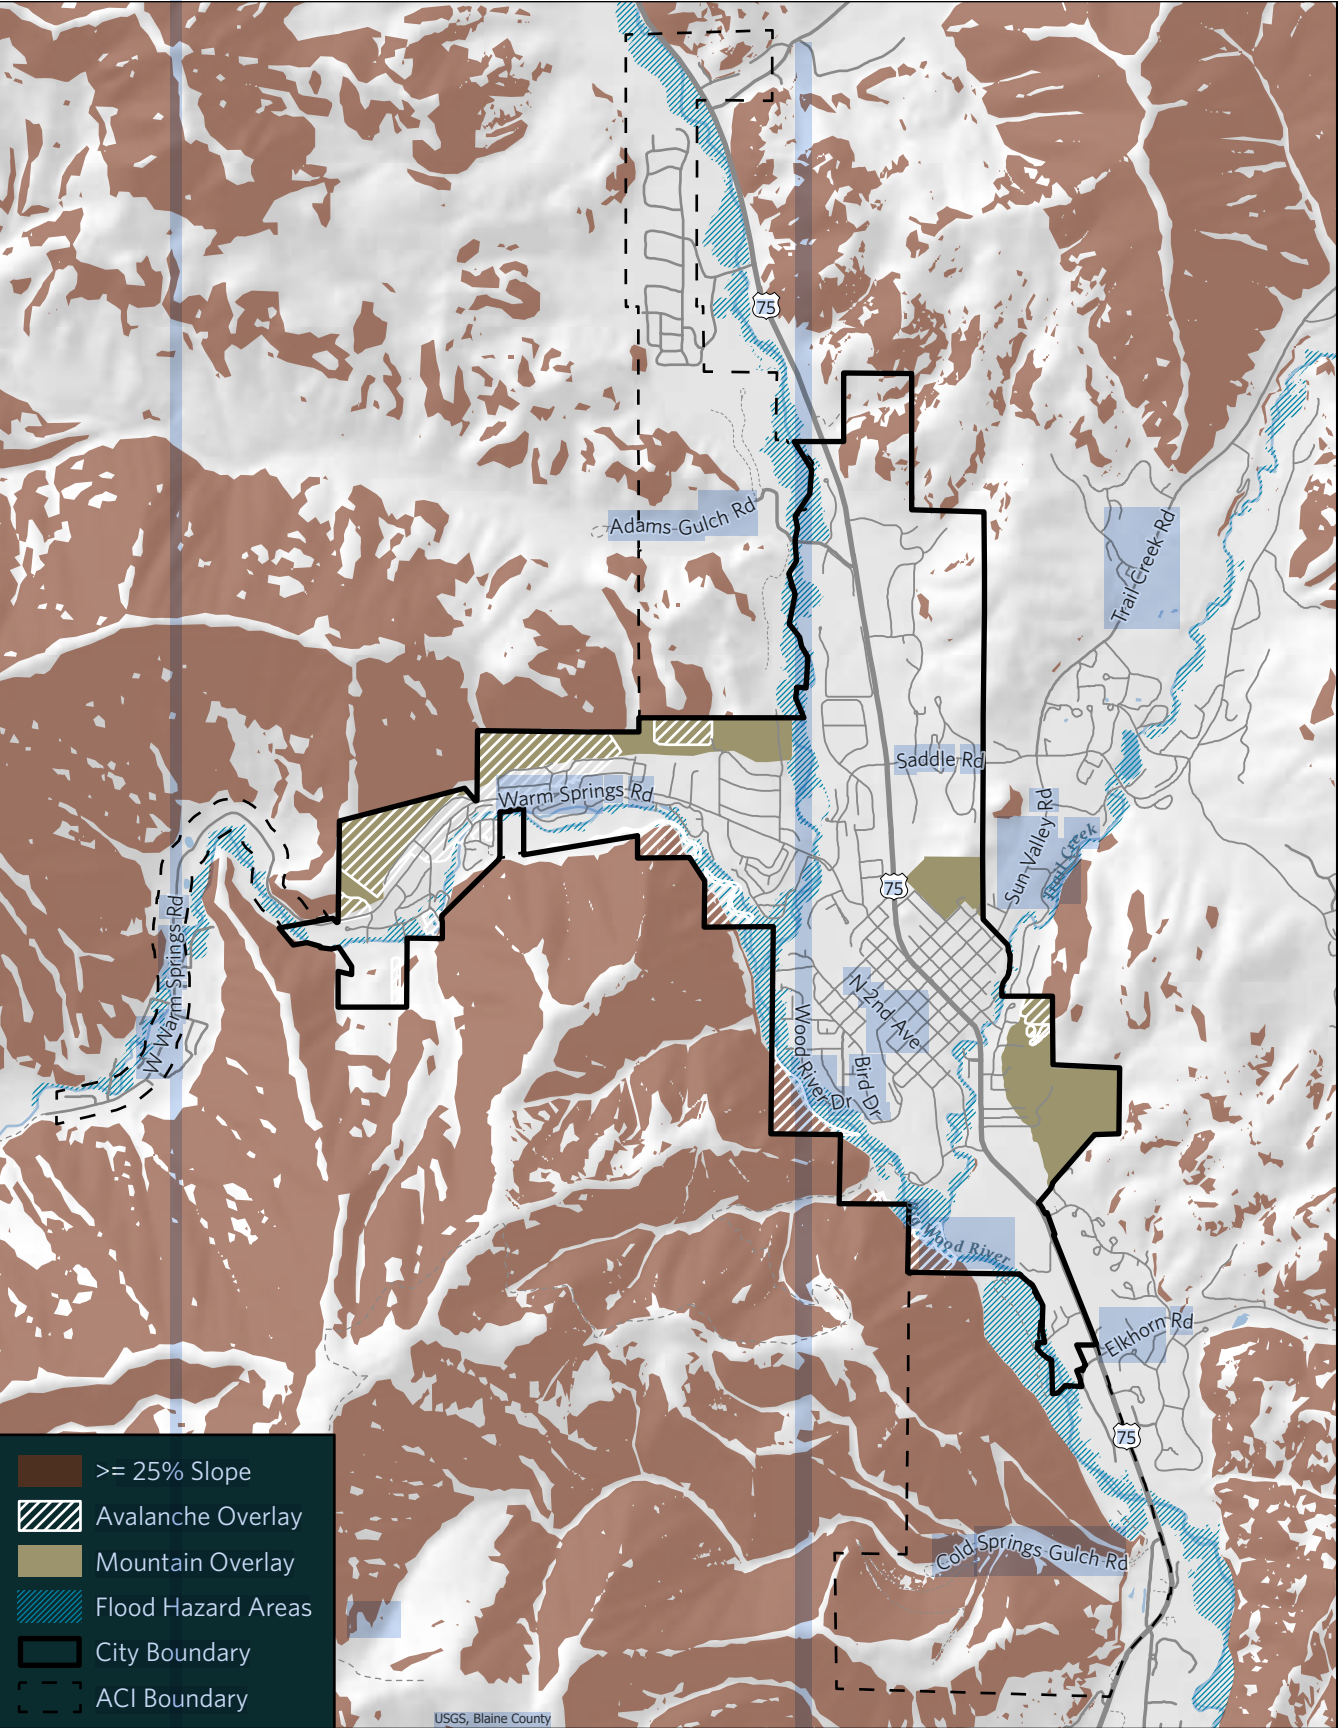 75
Adams Gulch Rd
Trail Creek Rd
Saddle Rd
Warm Springs Rd
Sun Valley Rd
Trail Creek
75
W Warm Springs Rd
N 2nd Ave
Wood River Dr
Bird Dr
Wood River
Elkhorn Rd
75
Cold Springs Gulch Rd
>= 25% Slope
Avalanche Overlay
Mountain Overlay
Flood Hazard Areas
City Boundary
ACI Boundary
USGS, Blaine County